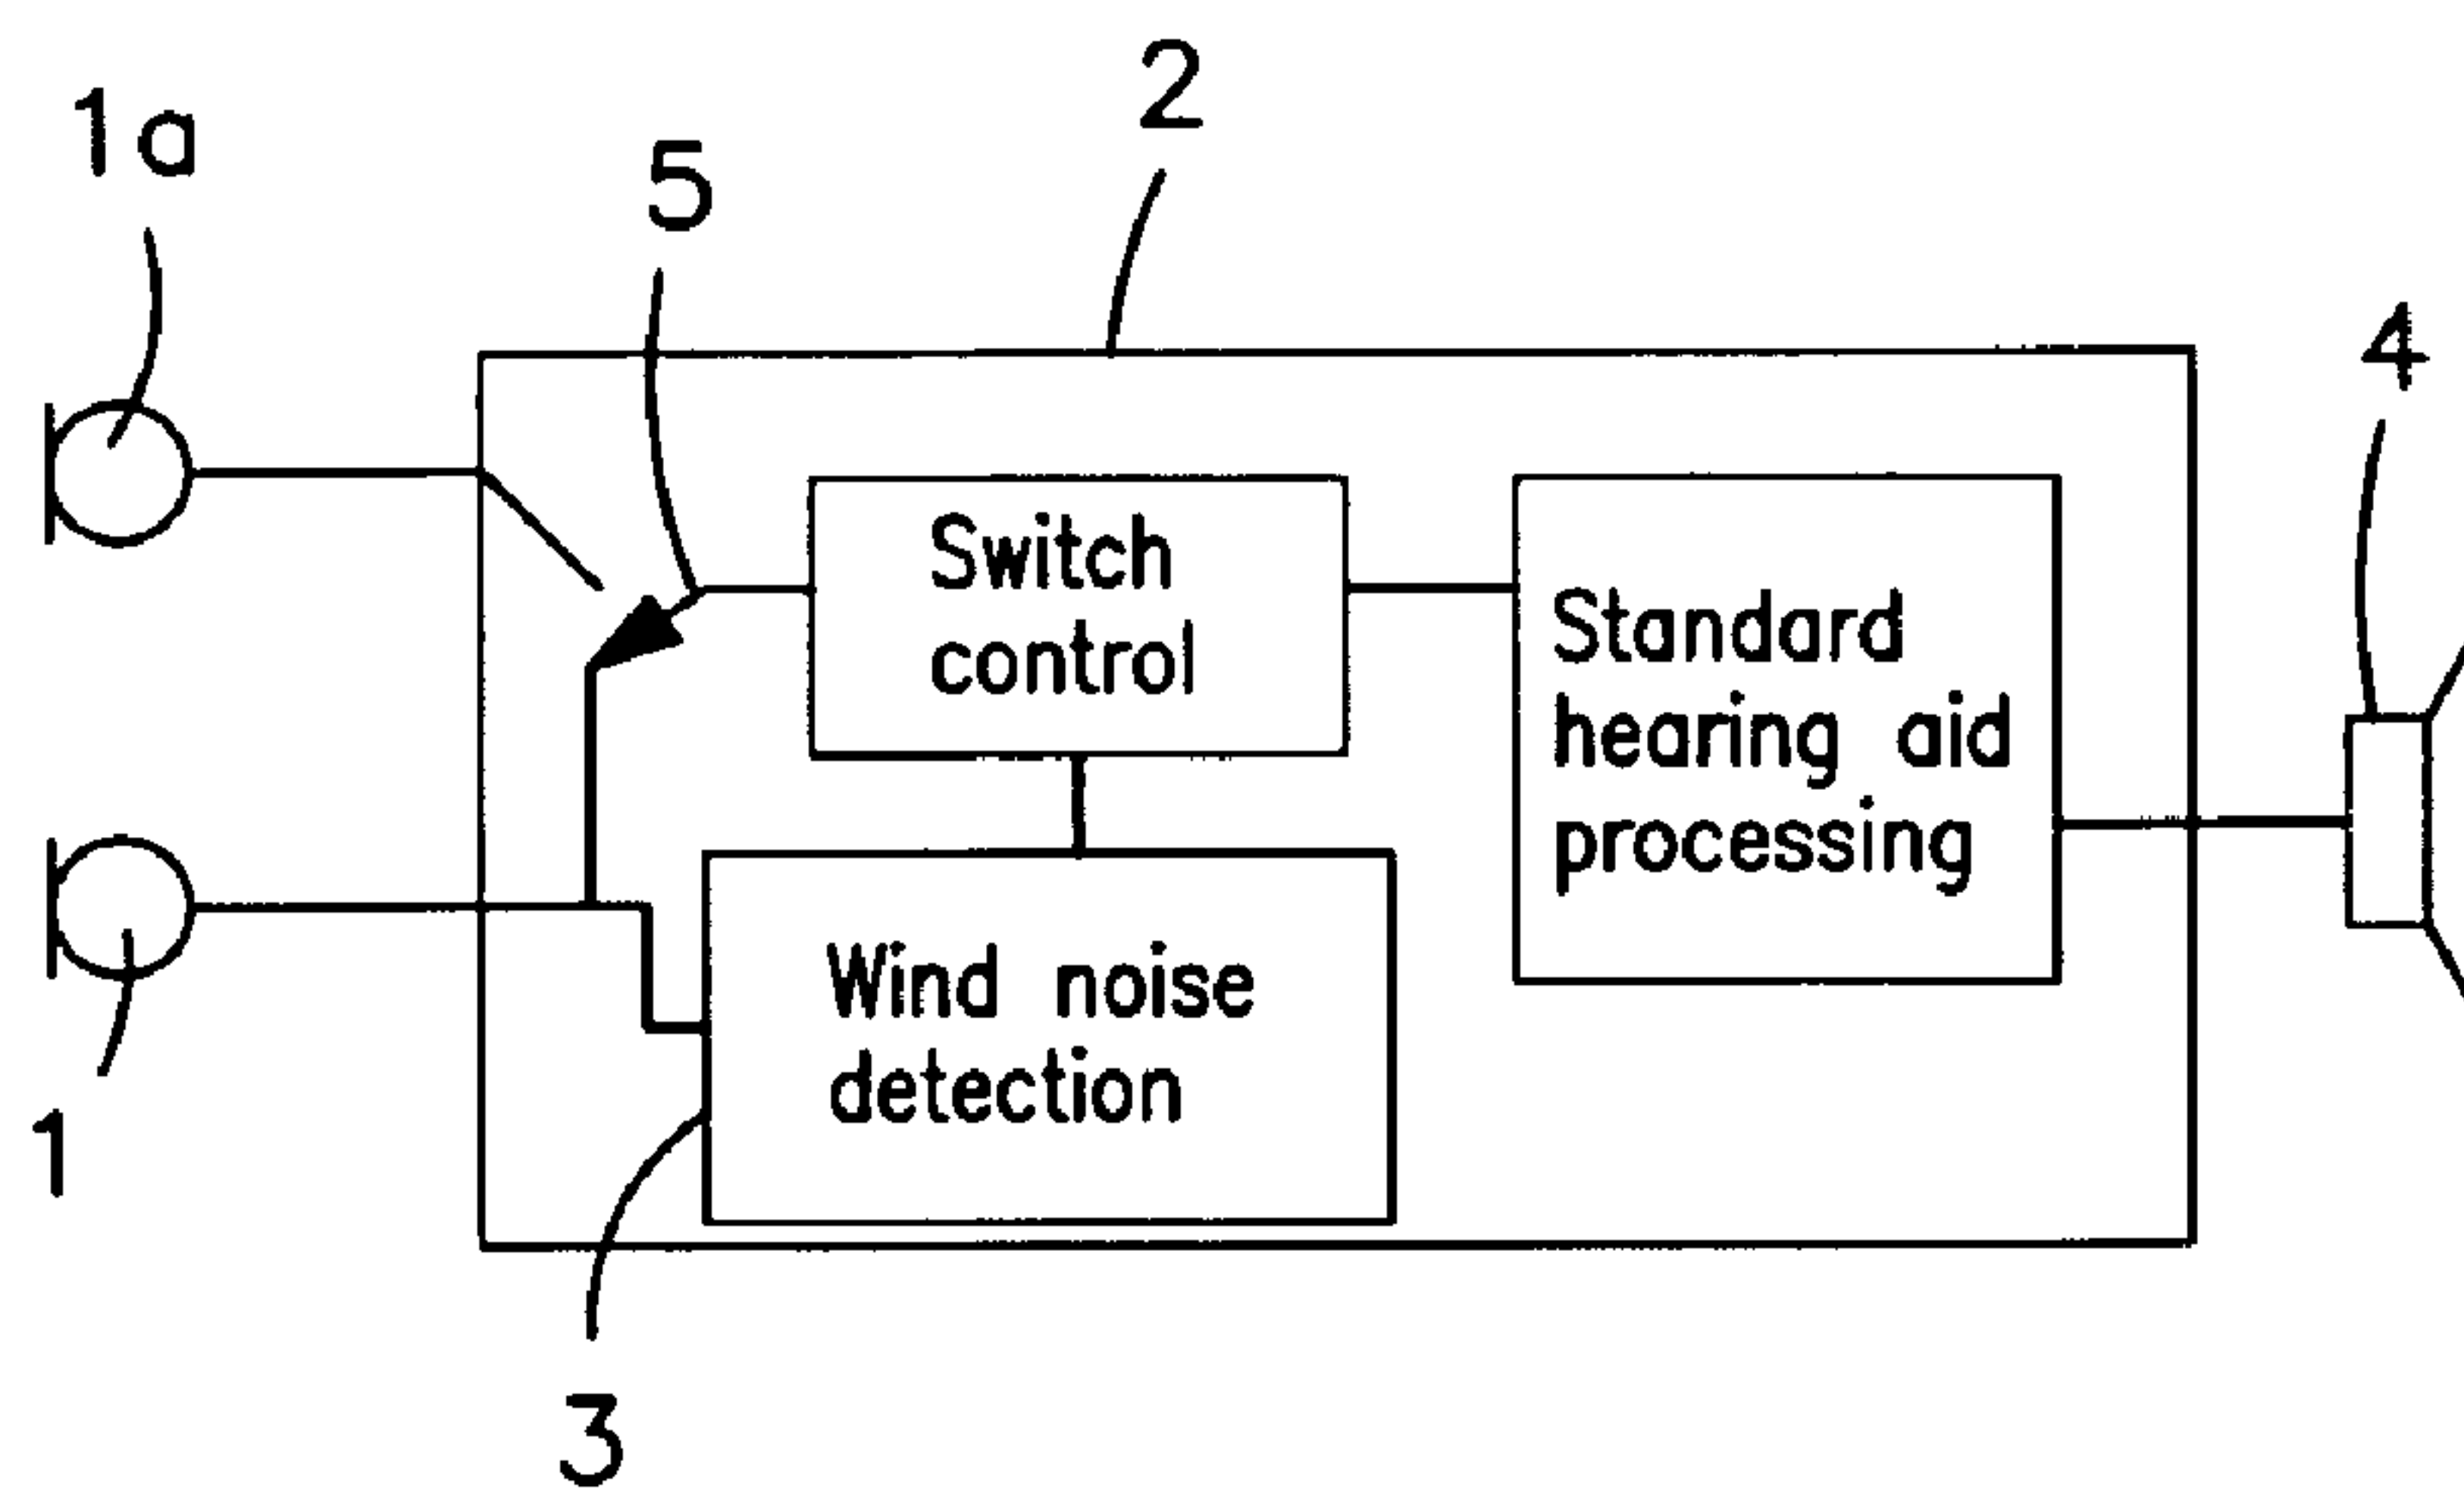 2
1a
5
4
Switch
control
Standard
hearing aid
processing
Wind noise
detection
1
3